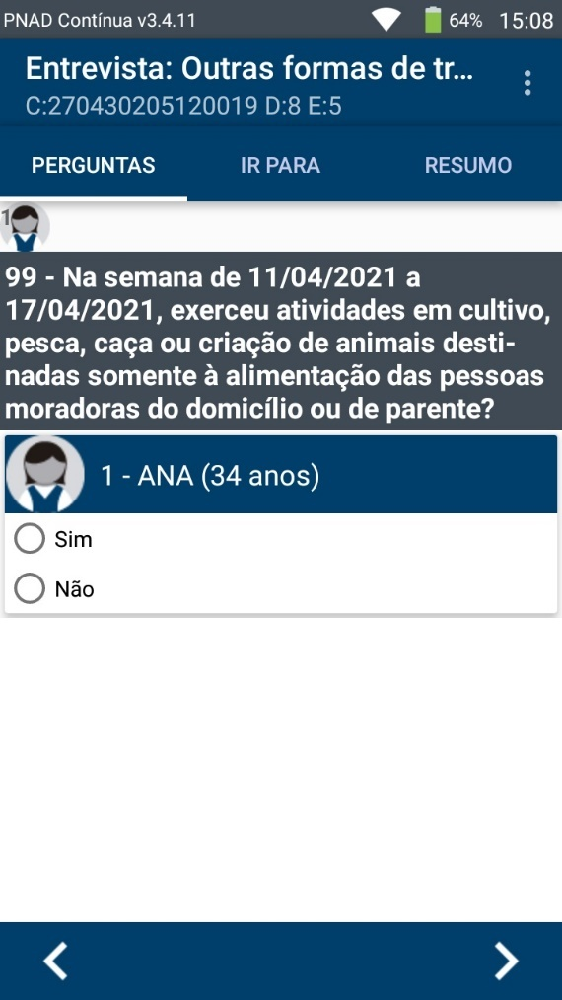 PNAD Contínua v3.4.11 64% 15:08
Entrevista: Outras formas de tr...
C:270430205120019 D:8 E:5
PERGUNTAS IR PARA RESUMO
1
99 - Na semana de 11/04/2021 a
17/04/2021, exerceu atividades em cultivo,
pesca, caça ou criação de animais desti-
nadas somente à alimentação das pessoas
moradoras do domicílio ou de parente?
1 - ANA (34 anos)
Sim
Não